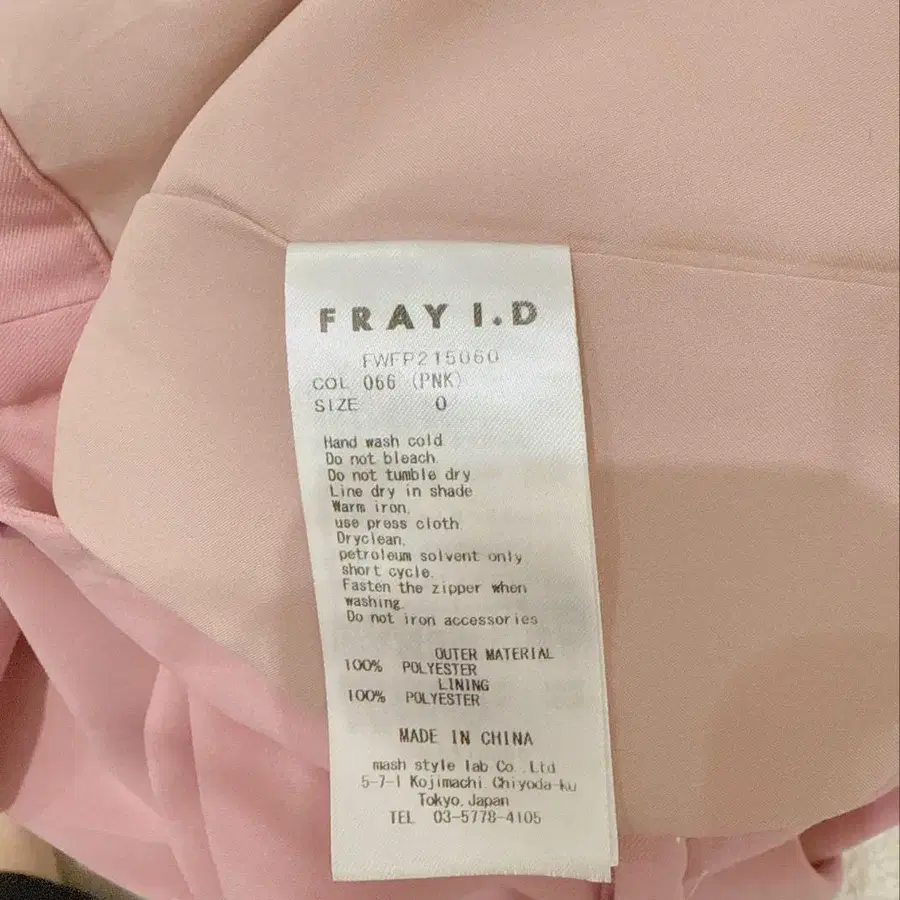 FRAY I.D
FWFP215060
COL 066 (PNK)
SIZE 0
Hand wash cold
Do not bleach.
Do not tumble dry
Line dry in shade
Warm iron,
use press cloth.
Dryclean,
petroleum solvent only
short cycle.
Fasten the zipper when
washing.
Do not iron accessories
OUTER MATERIAL
100% POLYESTER
LINING
100% POLYESTER
MADE IN CHINA
mash style lab Co.,Ltd
5-7-1 Kojimachi Chiyoda-ku
Tokyo,Japan
TEL 03-5778-4105